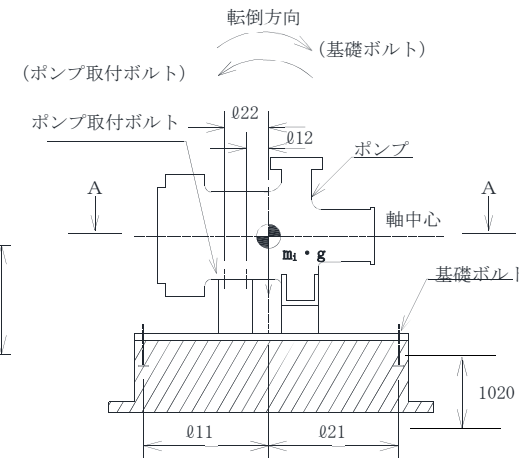 転倒方向
(基礎ボルト)
(ポンプ取付ボルト)
ℓ22
ポンプ取付ボルト
ℓ12
ポンプ
A
A
軸中心
mi・g
基礎ボルト
1020
ℓ11
ℓ21